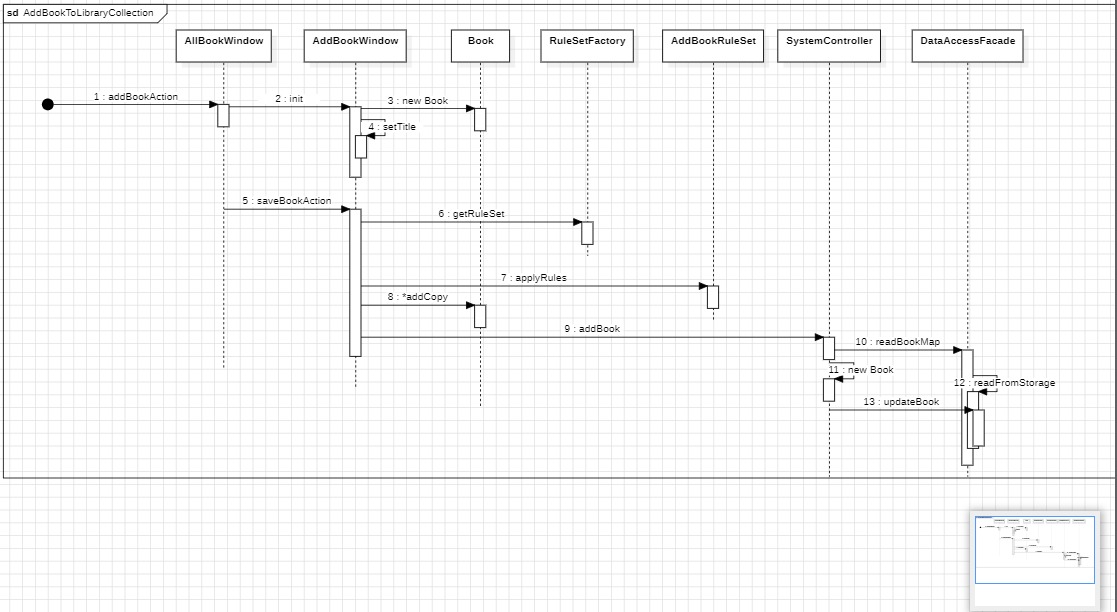 sd AddBookToLibraryCollection
AllBookWindow
AddBookWindow
Book
RuleSetFactory
AddBookRuleSet
SystemController
DataAccessFacade
1 : addBookAction
2 : init
3 : new Book
4 : setTitle
5 : saveBookAction
6 : getRuleSet
7 : applyRules
8 : *addCopy
9 : addBook
10 : readBookMap
11 : new Book
12 : readFromStorage
13 : updateBook